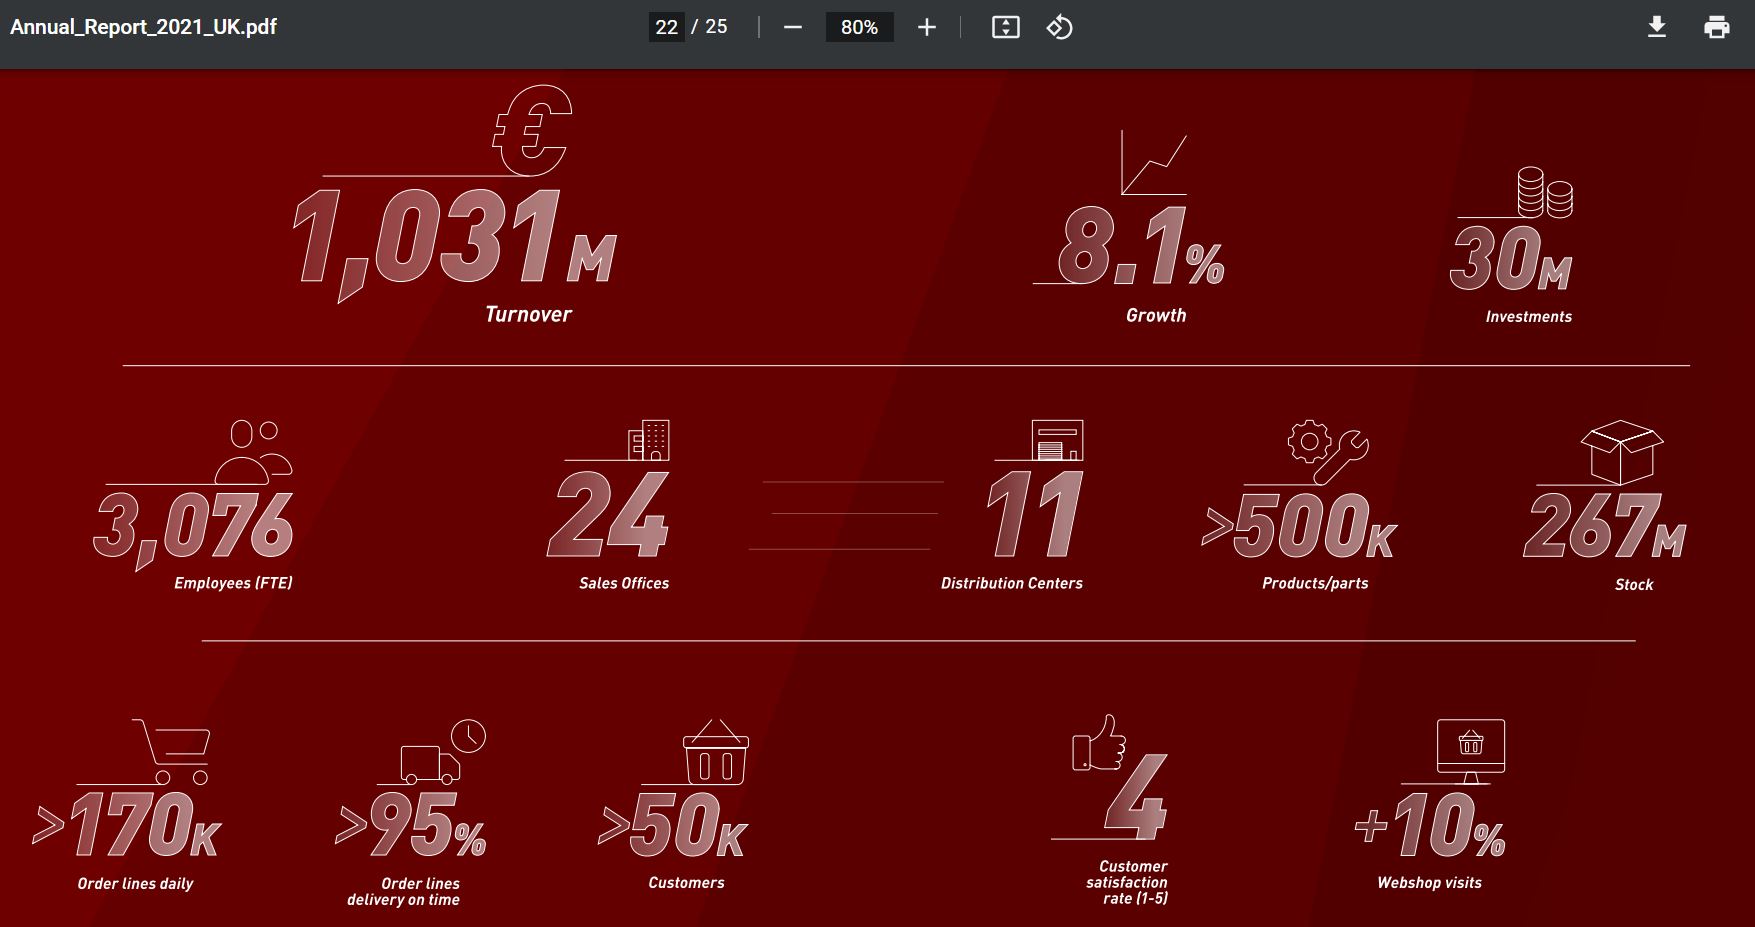 Annual_Report_2021_UK.pdf
22 / 25
80%
€
1,031M
Turnover
8.1%
Growth
30M
Investments
3,076
Employees (FTE)
24
Sales Offices
11
Distribution Centers
>500K
Products/parts
267M
Stock
>170K
Order lines daily
>95%
Order lines
delivery on time
>50K
Customers
4
Customer
satisfaction
rate (1-5)
+10%
Webshop visits